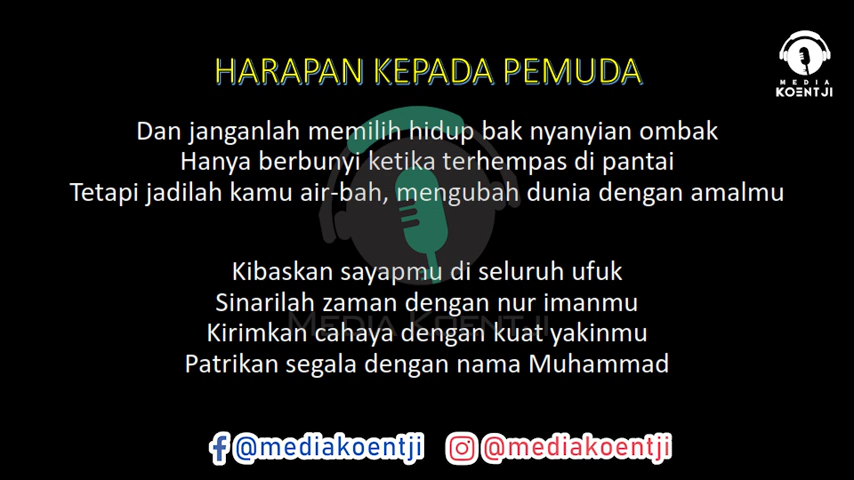 MEDIA
KOENTJI
HARAPAN KEPADA PEMUDA
Dan janganlah memilih hidup bak nyanyian ombak
Hanya berbunyi ketika terhempas di pantai
Tetapi jadilah kamu air-bah, mengubah dunia dengan amalmu
Kibaskan sayapmu di seluruh ufuk
Sinarilah zaman dengan nur imanmu
MEDIA KOENTJI
Kirimkan cahaya dengan kuat yakinmu
Patrikan segala dengan nama Muhammad
@mediakoentji @mediakoentji